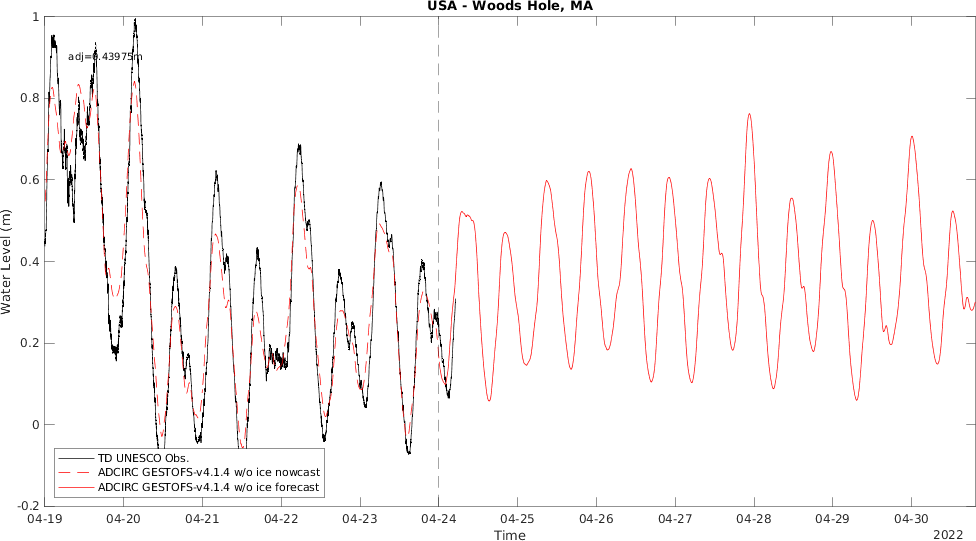 USA - Woods Hole, MA
adj=0.43975m
Water Level (m)
1
0.8
0.6
0.4
0.2
0
-0.2
TD UNESCO Obs.
ADCIRC GESTOFS-v4.1.4 w/o ice nowcast
ADCIRC GESTOFS-v4.1.4 w/o ice forecast
04-19 04-20 04-21 04-22 04-23 04-24 04-25 04-26 04-27 04-28 04-29 04-30
Time
2022